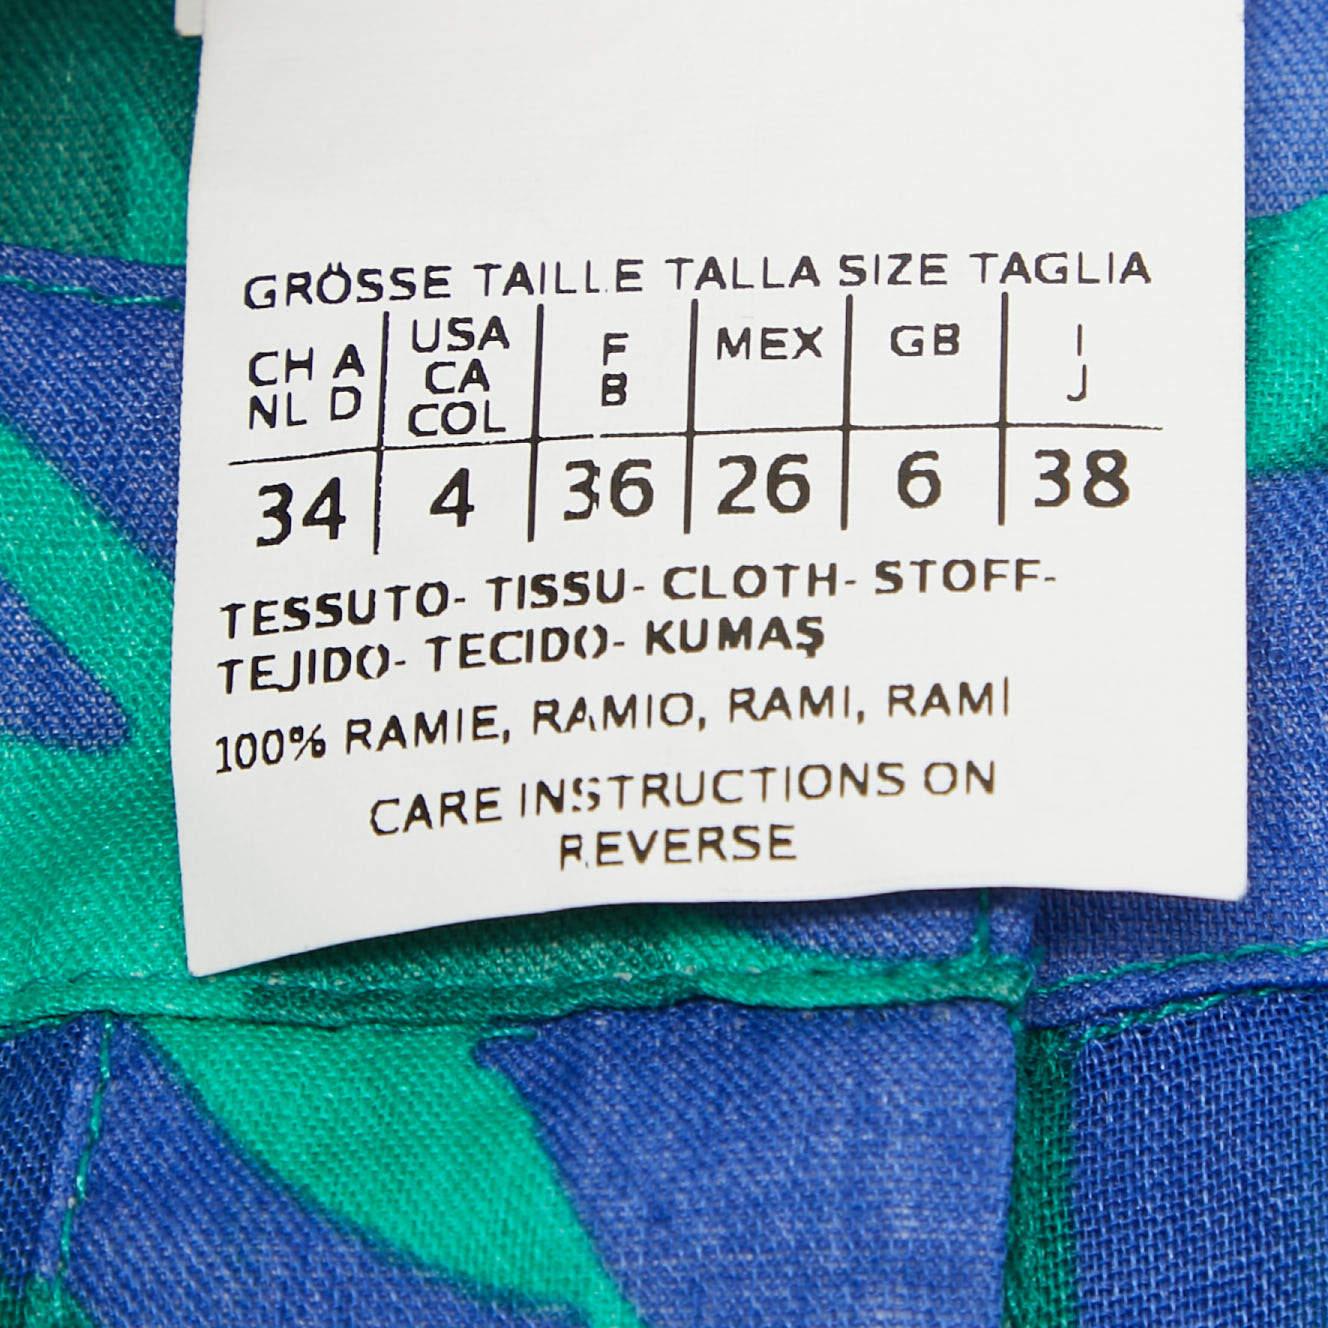 GRÖSSE TAILLE TALLA SIZE TAGLIA
CH A NL D | USA CA COL | F B | MEX | GB | I J
34 | 4 | 36 | 26 | 6 | 38
TESSUTO- TISSU- CLOTH- STOFF-
TEJIDO- TECIDO- KUMAŞ
100% RAMIE, RAMIO, RAMI, RAMİ
CARE INSTRUCTIONS ON
REVERSE